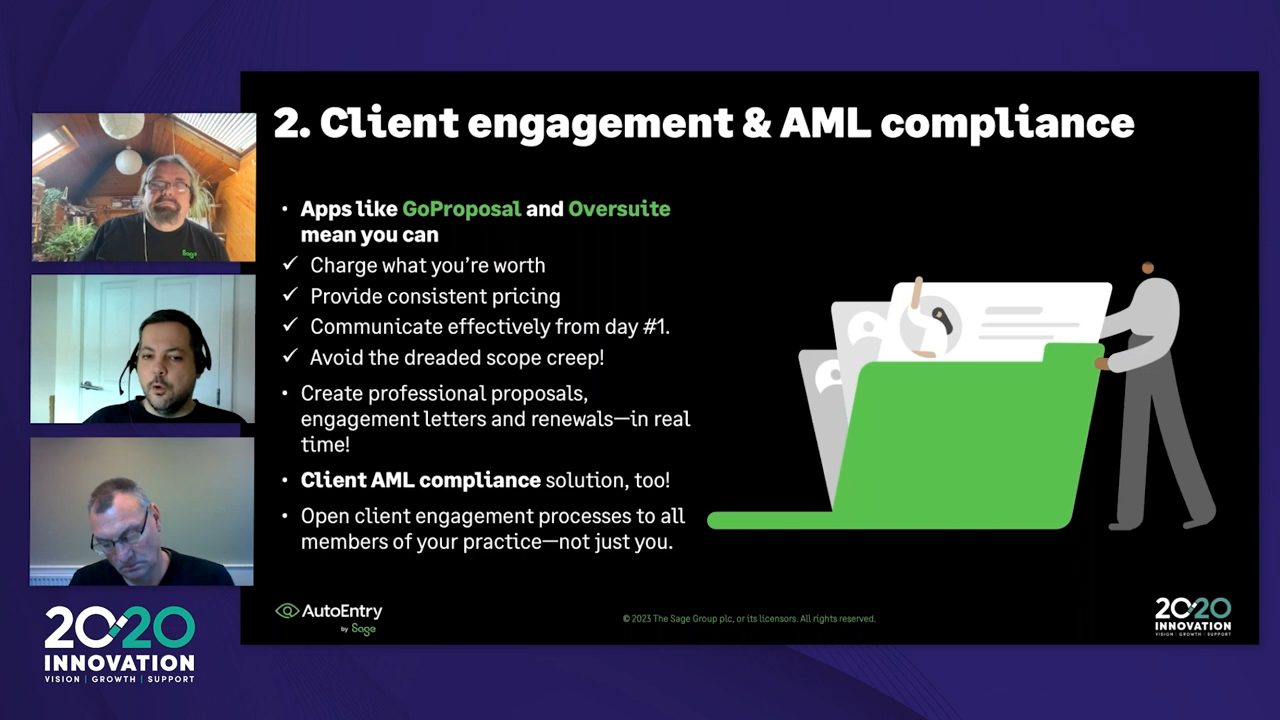 2. Client engagement & AML compliance
• Apps like GoProposal and Oversuite
mean you can
✓ Charge what you’re worth
✓ Provide consistent pricing
✓ Communicate effectively from day #1.
✓ Avoid the dreaded scope creep!
• Create professional proposals,
engagement letters and renewals—in real
time!
• Client AML compliance solution, too!
• Open client engagement processes to all
members of your practice—not just you.
Sage
AutoEntry
by Sage
© 2023 The Sage Group plc, or its licensors. All rights reserved.
2020
INNOVATION
VISION | GROWTH | SUPPORT
2020
INNOVATION
VISION | GROWTH | SUPPORT